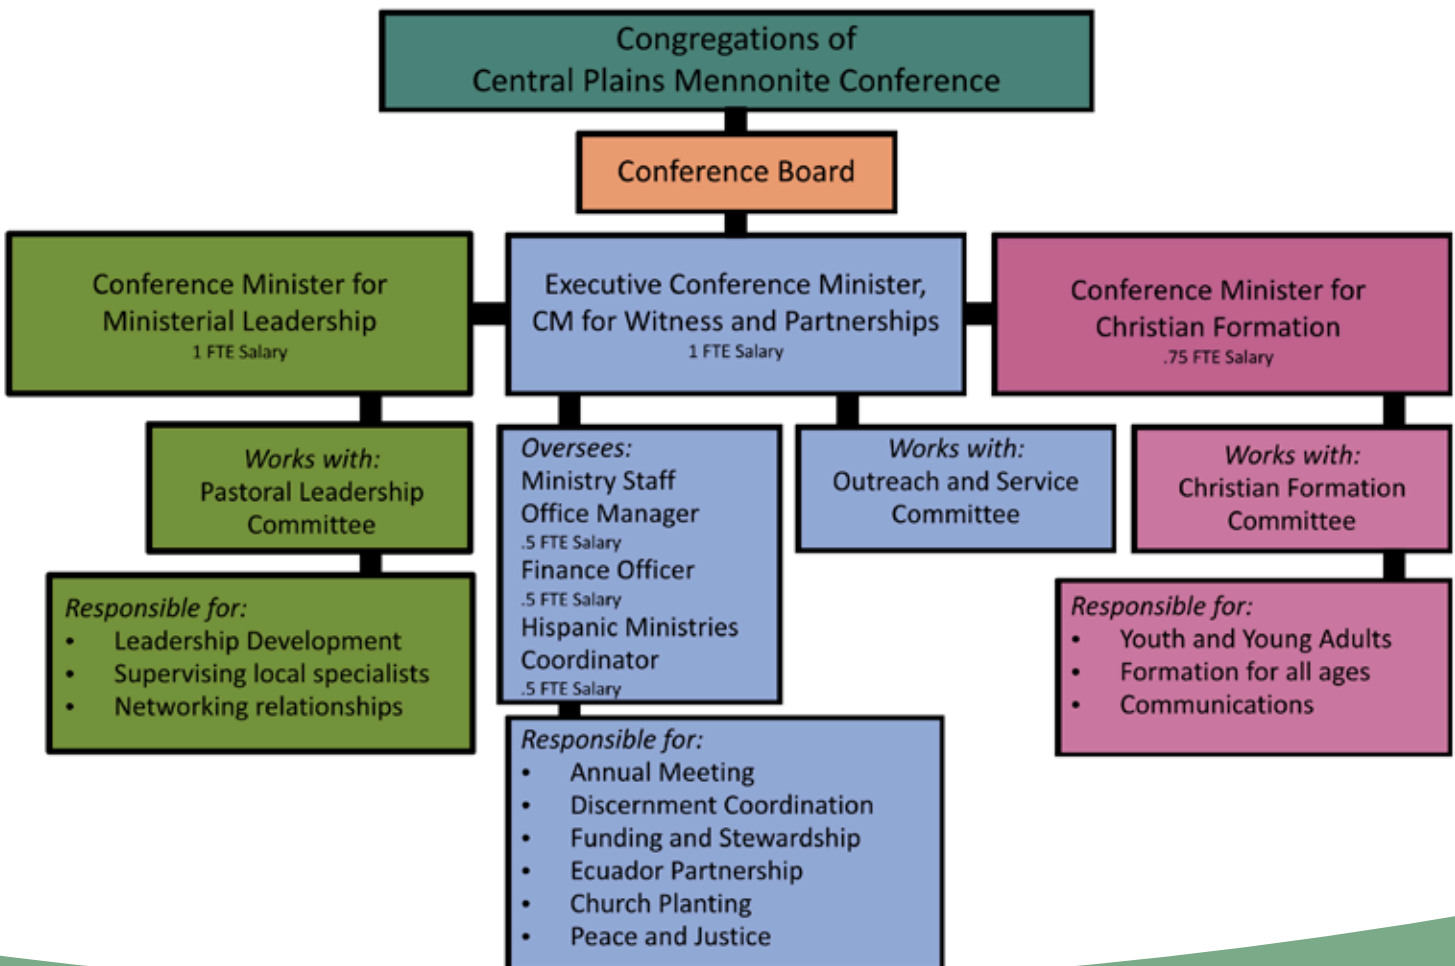 Congregations of
Central Plains Mennonite Conference
Conference Board
Conference Minister for
Ministerial Leadership
1 FTE Salary
Executive Conference Minister,
CM for Witness and Partnerships
1 FTE Salary
Conference Minister for
Christian Formation
.75 FTE Salary
Works with:
Pastoral Leadership
Committee
Responsible for:
• Leadership Development
• Supervising local specialists
• Networking relationships
Oversees:
Ministry Staff
Office Manager
.5 FTE Salary
Finance Officer
.5 FTE Salary
Hispanic Ministries
Coordinator
.5 FTE Salary
Responsible for:
• Annual Meeting
• Discernment Coordination
• Funding and Stewardship
• Ecuador Partnership
• Church Planting
• Peace and Justice
Works with:
Outreach and Service
Committee
Works with:
Christian Formation
Committee
Responsible for:
• Youth and Young Adults
• Formation for all ages
• Communications